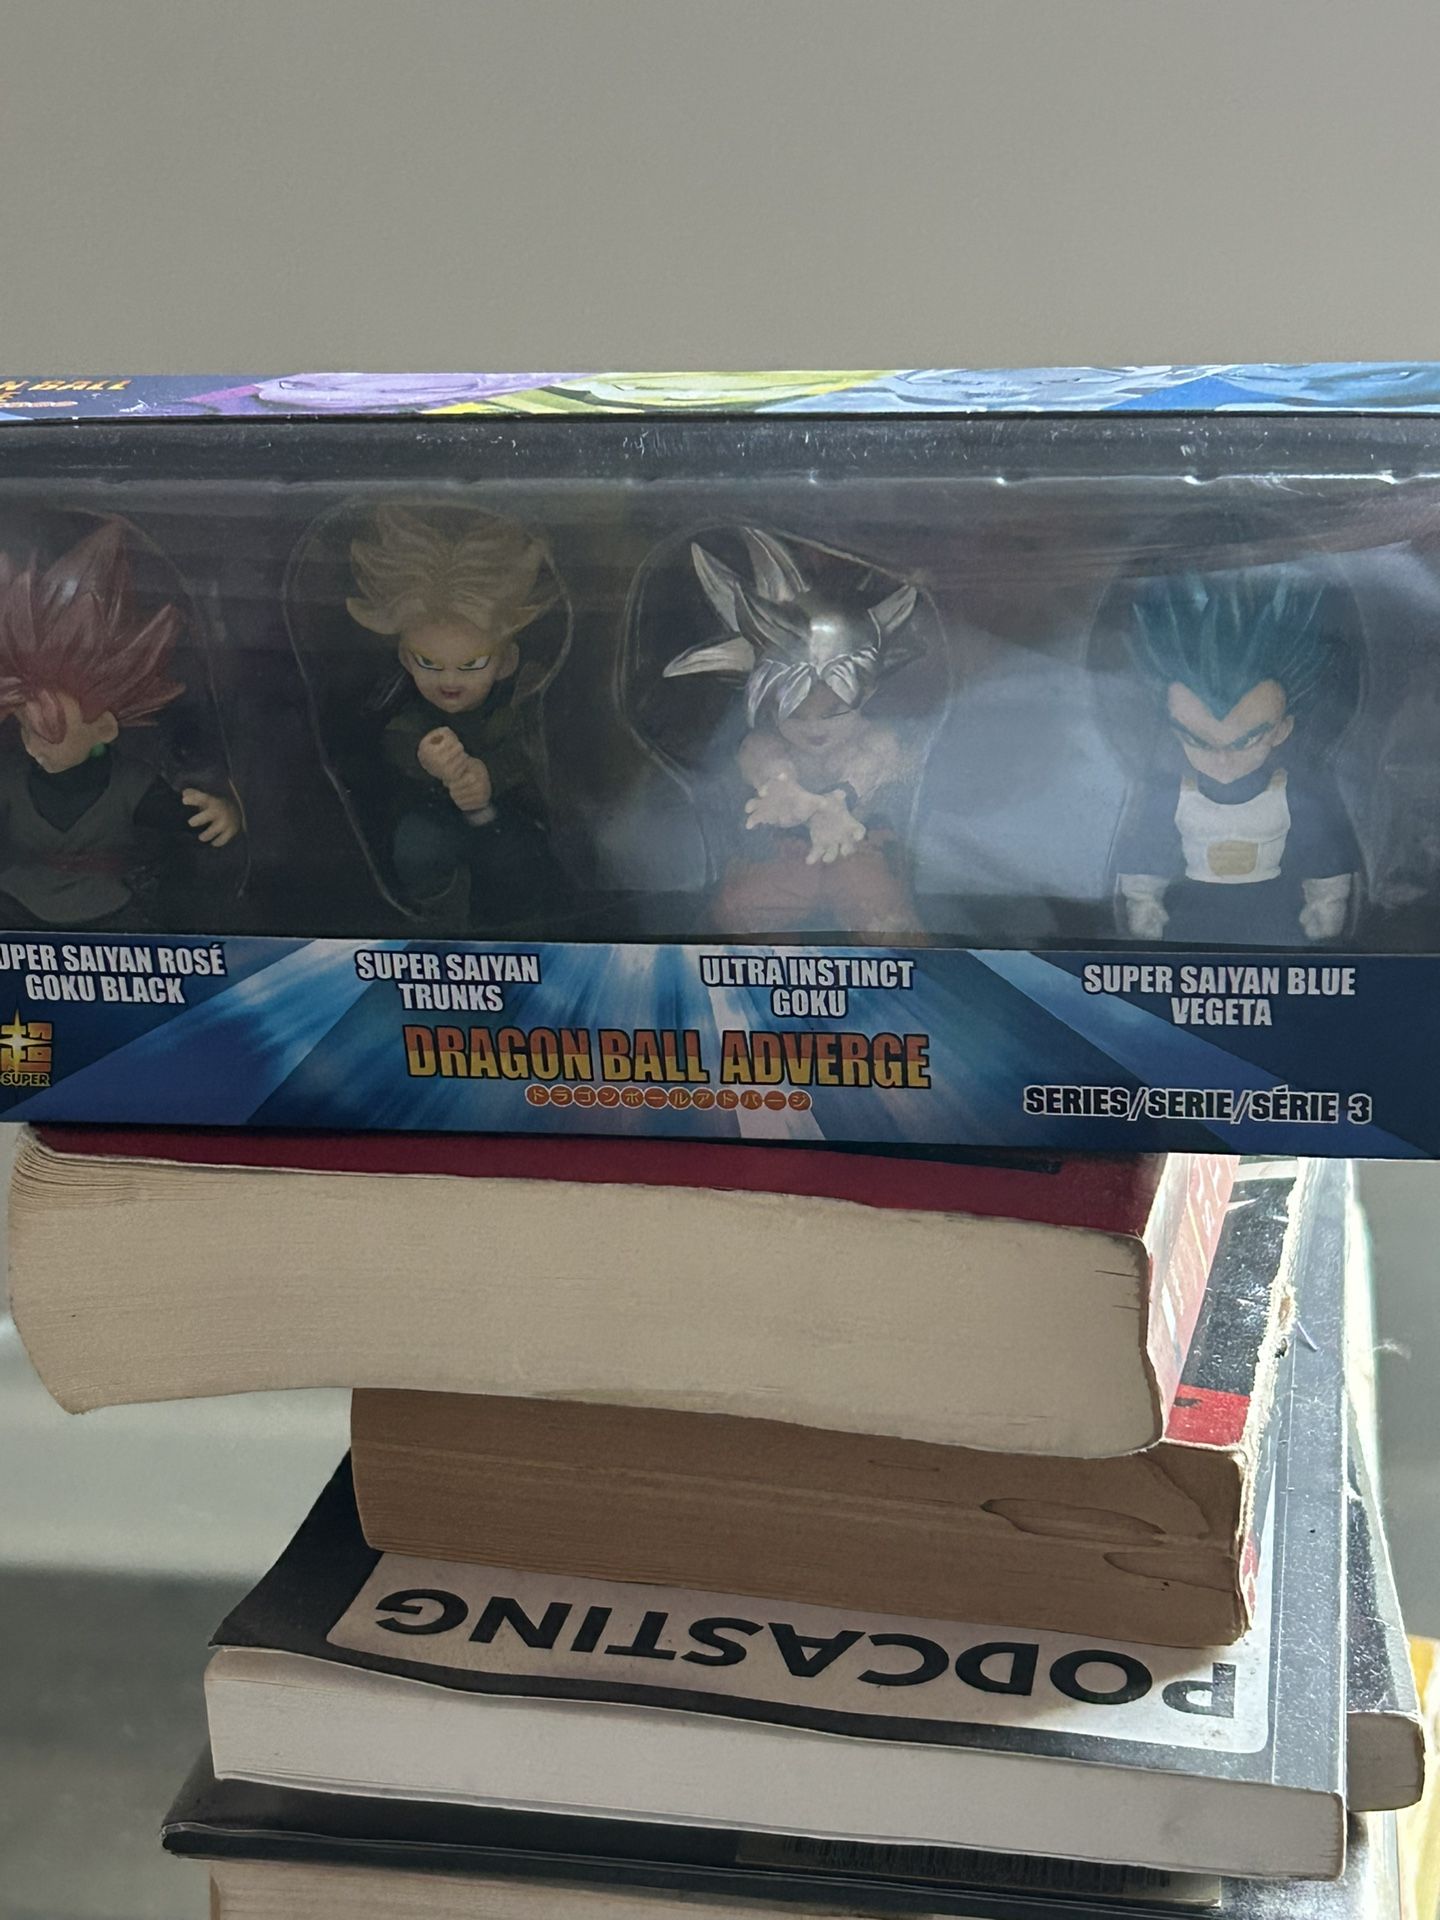 N BALL
UPER SAIYAN ROSÉ
GOKU BLACK
SUPER SAIYAN
TRUNKS
ULTRA INSTINCT
GOKU
SUPER SAIYAN BLUE
VEGETA
SUPER
DRAGON BALL ADVERGE
ドラゴンボールアドバージ
SERIES/SERIE/SÉRIE 3
PODCASTING